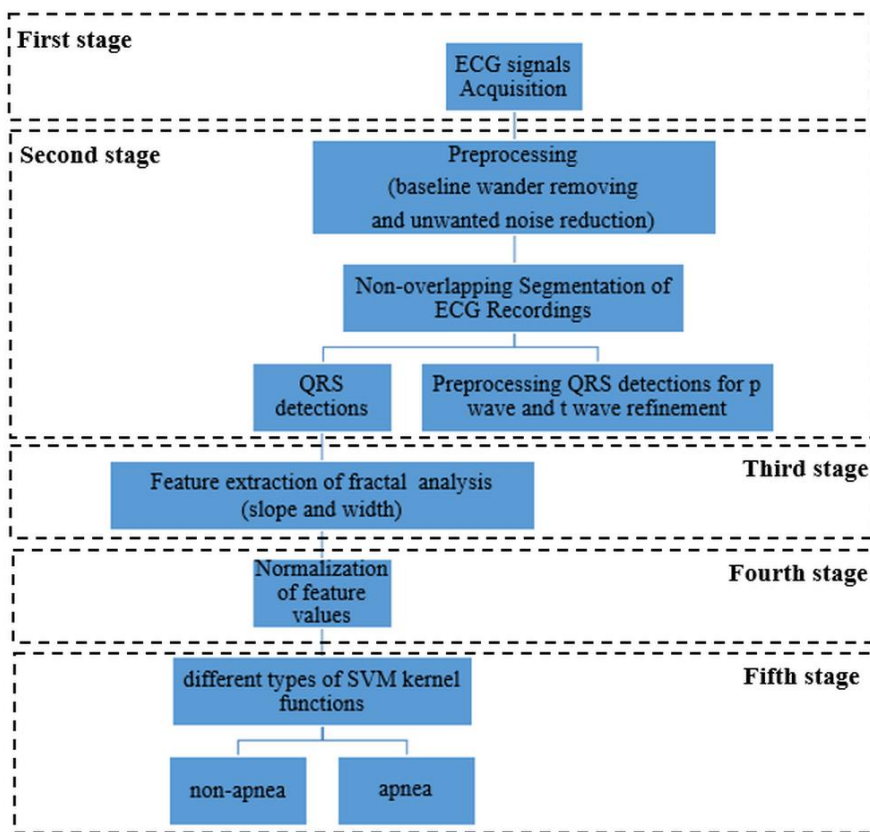 First stage
ECG signals
Acquisition
Second stage
Preprocessing
(baseline wander removing
and unwanted noise reduction)
Non-overlapping Segmentation of
ECG Recordings
QRS
detections
Preprocessing QRS detections for p
wave and t wave refinement
Third stage
Feature extraction of fractal analysis
(slope and width)
Fourth stage
Normalization
of feature
values
Fifth stage
different types of SVM kernel
functions
non-apnea
apnea